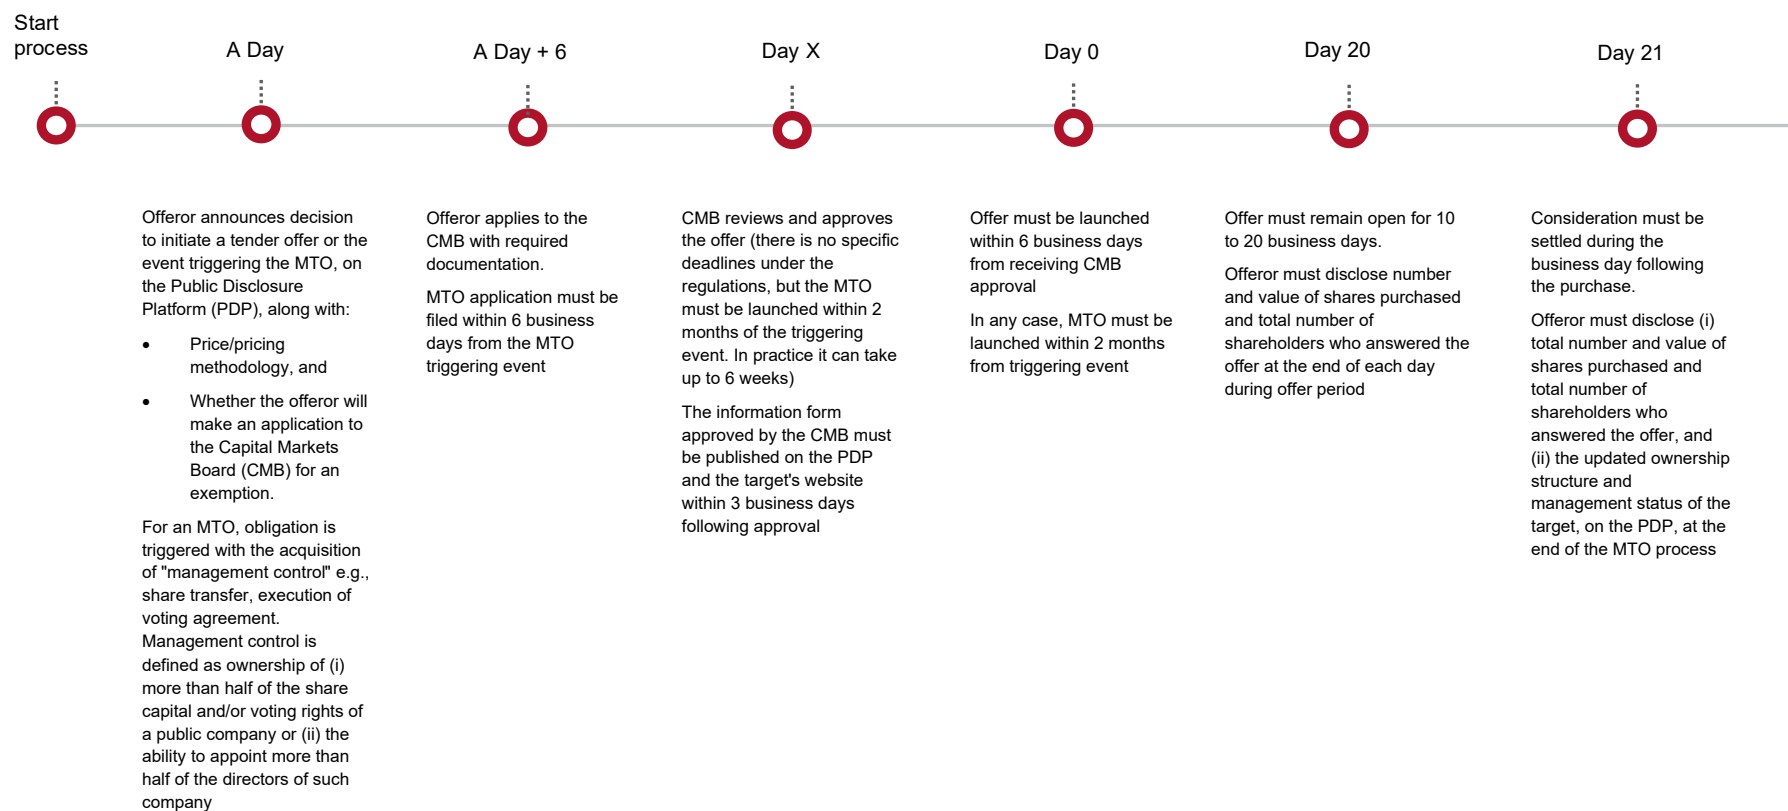 Start
process
A Day
A Day + 6
Day X
Day 0
Day 20
Day 21
Offeror announces decision
to initiate a tender offer or the
event triggering the MTO, on
the Public Disclosure
Platform (PDP), along with:
• Price/pricing
methodology, and
• Whether the offeror will
make an application to
the Capital Markets
Board (CMB) for an
exemption.
For an MTO, obligation is
triggered with the acquisition
of "management control" e.g.,
share transfer, execution of
voting agreement.
Management control is
defined as ownership of (i)
more than half of the share
capital and/or voting rights of
a public company or (ii) the
ability to appoint more than
half of the directors of such
company
Offeror applies to the
CMB with required
documentation.
MTO application must be
filed within 6 business
days from the MTO
triggering event
CMB reviews and approves
the offer (there is no specific
deadlines under the
regulations, but the MTO
must be launched within 2
months of the triggering
event. In practice it can take
up to 6 weeks)
The information form
approved by the CMB must
be published on the PDP
and the target's website
within 3 business days
following approval
Offer must be launched
within 6 business days
from receiving CMB
approval
In any case, MTO must be
launched within 2 months
from triggering event
Offer must remain open for 10
to 20 business days.
Offeror must disclose number
and value of shares purchased
and total number of
shareholders who answered the
offer at the end of each day
during offer period
Consideration must be
settled during the
business day following
the purchase.
Offeror must disclose (i)
total number and value of
shares purchased and
total number of
shareholders who
answered the offer, and
(ii) the updated ownership
structure and
management status of the
target, on the PDP, at the
end of the MTO process